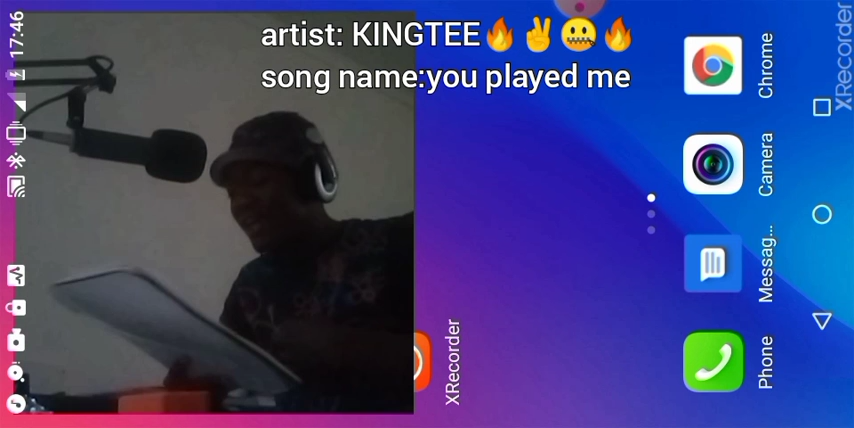 artist: KINGTEE🔥✌🤐🔥
song name:you played me
17:46
XRecorder
Chrome
Camera
Messag...
Phone
XRecorder